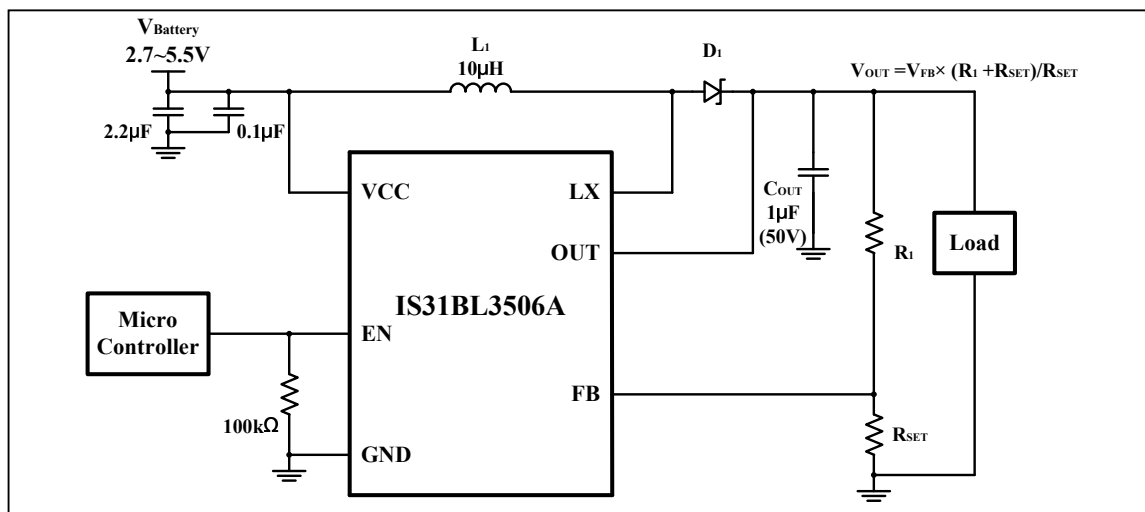 VBattery
2.7~5.5V
L1
10µH
D1
VOUT =VFB× (R1 +RSET)/RSET
2.2µF
0.1µF
VCC
LX
COUT
1µF
(50V)
OUT
R1
Load
IS31BL3506A
Micro
Controller
EN
FB
100kΩ
RSET
GND